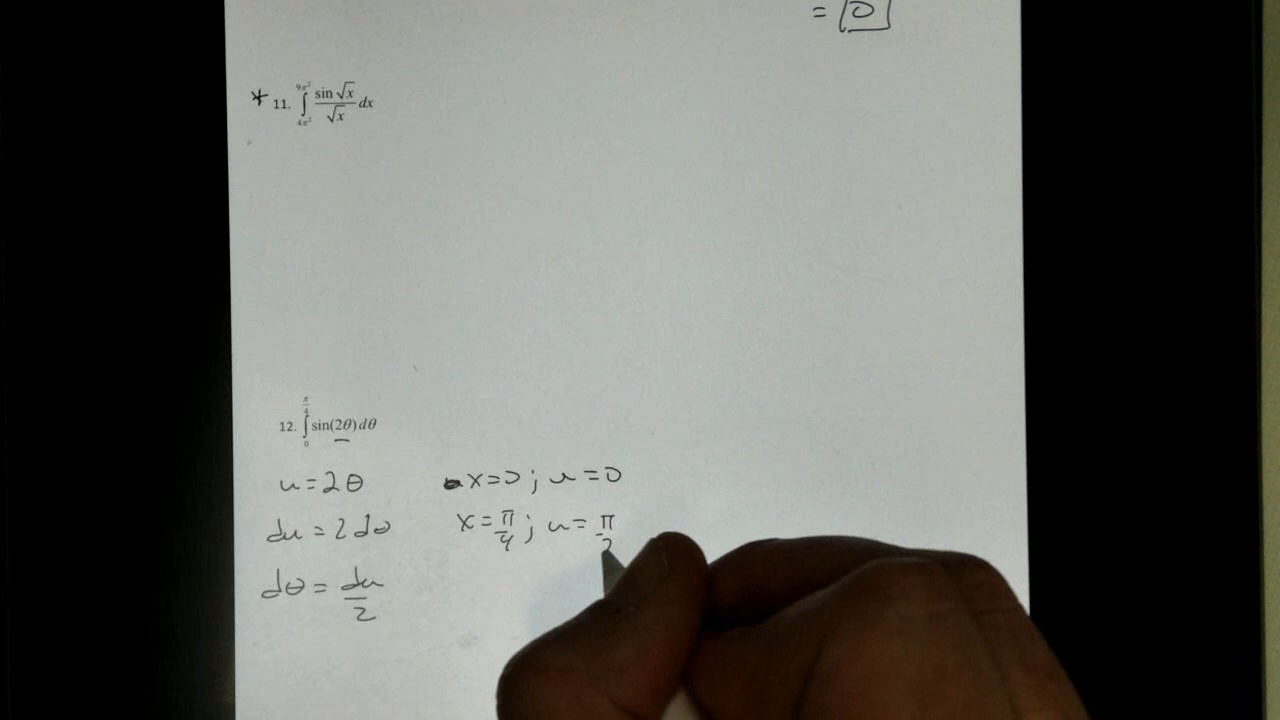 = 0
* 11. ∫_{4π²}^{9π²} sin √x / √x dx
12. ∫_0^{π/4} sin(2θ) dθ
u = 2θ x=0 ; u=0
du = 2 dθ x = π/4 ; u = π/2
dθ = du/2